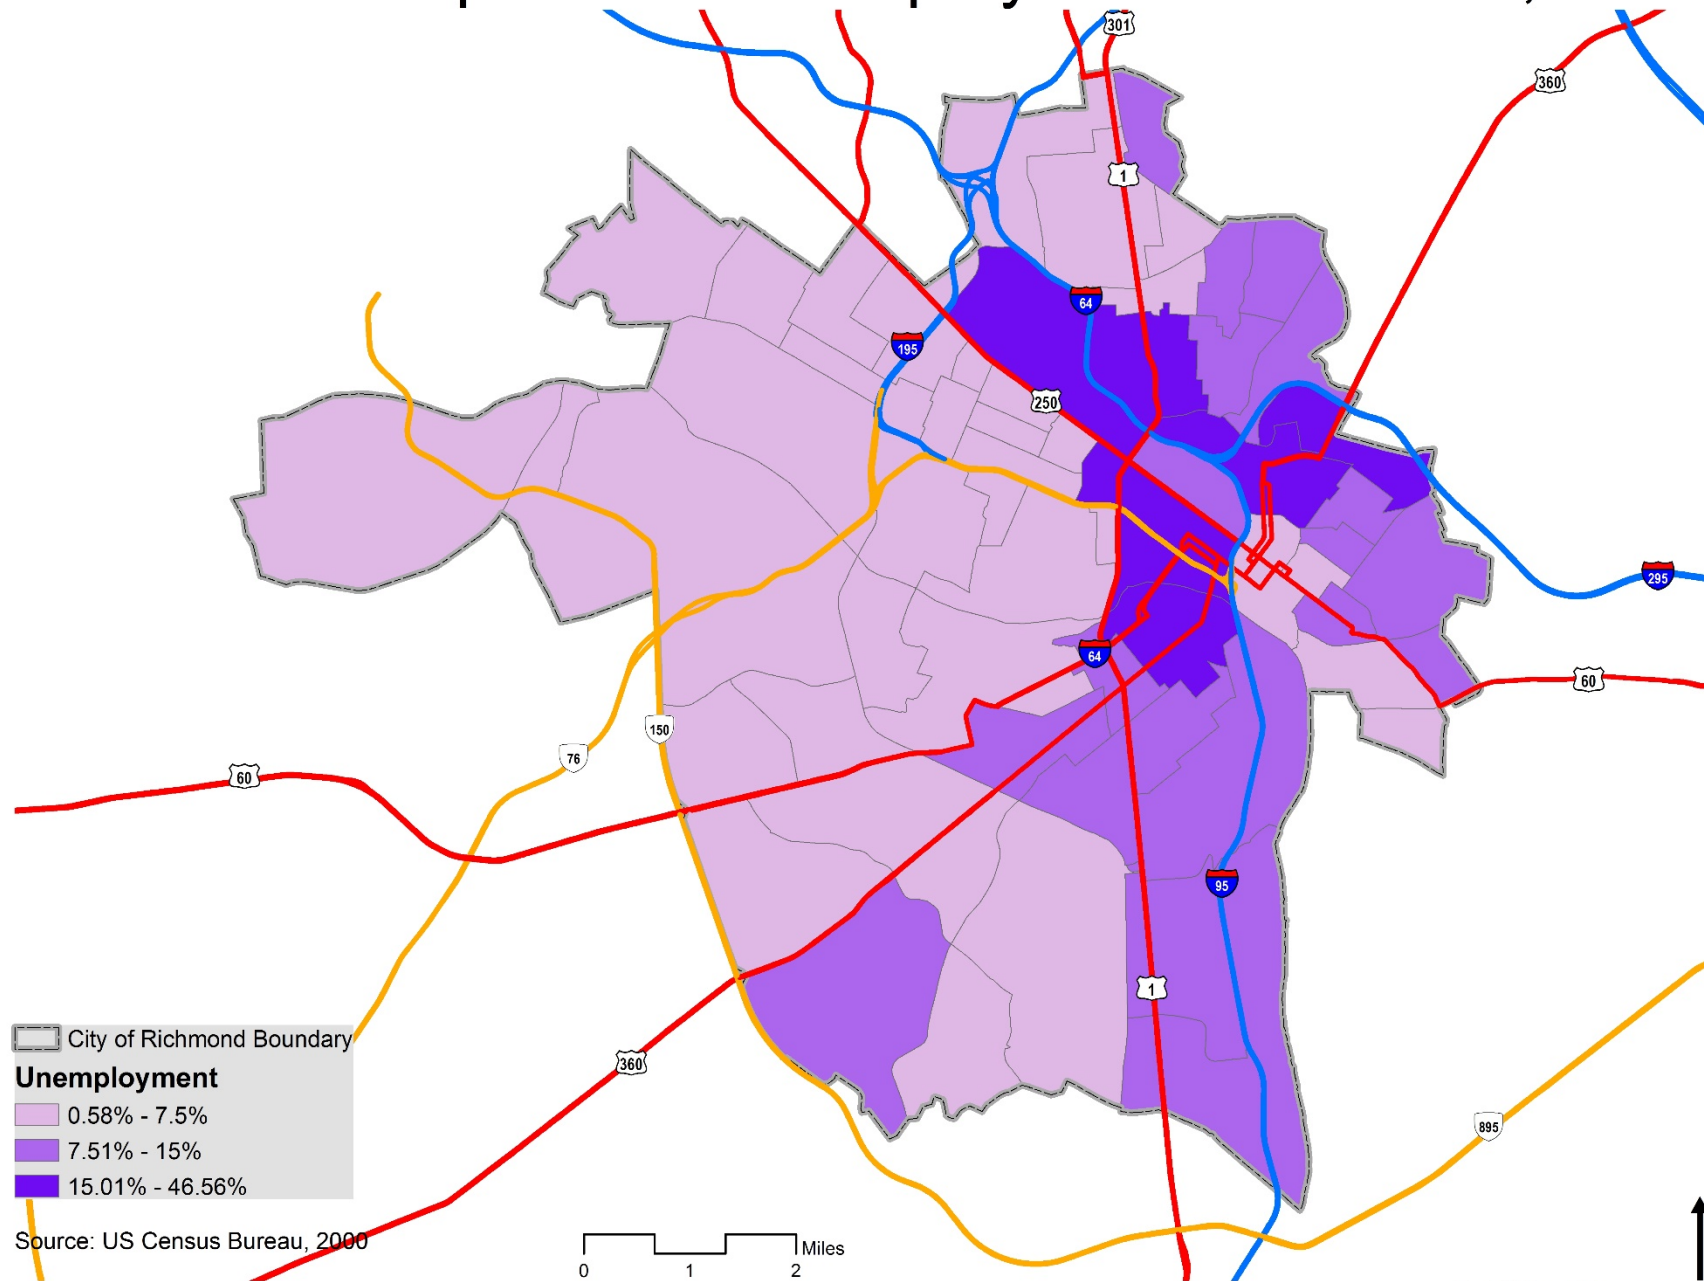 301
360
1
64
195
250
295
64
60
150
76
60
95
1
360
895
City of Richmond Boundary
Unemployment
0.58% - 7.5%
7.51% - 15%
15.01% - 46.56%
Source: US Census Bureau, 2000
Miles
0 1 2